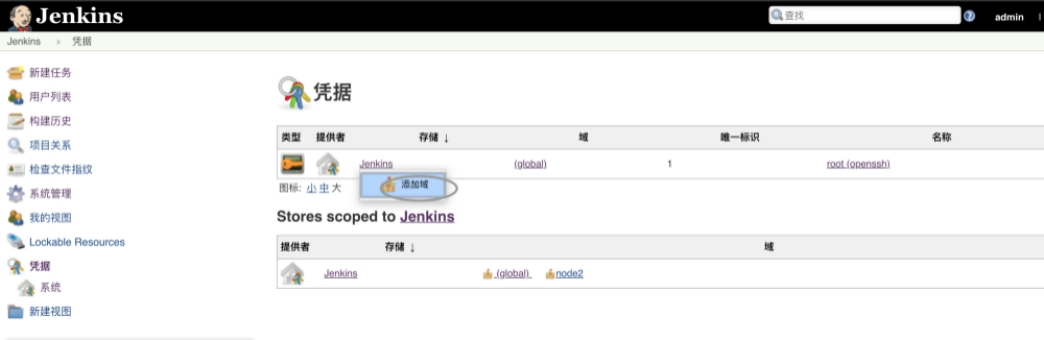 Jenkins
查找
admin
Jenkins › 凭据
新建任务
用户列表
构建历史
项目关系
检查文件指纹
系统管理
我的视图
Lockable Resources
凭据
系统
新建视图
凭据
类型 提供者 存储 ↓ 域 唯一标识 名称
Jenkins (global) 1 root (openssh)
添加域
图标: 小 中 大
Stores scoped to Jenkins
提供者 存储 ↓ 域
Jenkins (global) node2